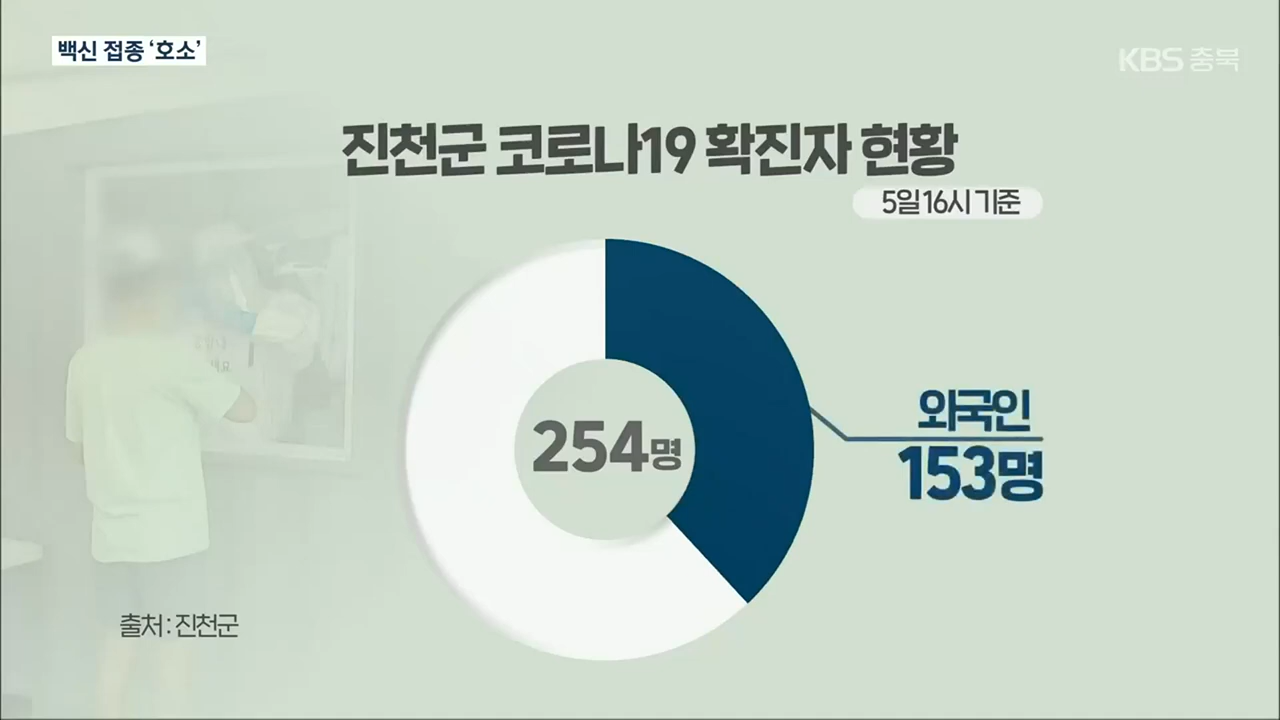 백신 접종 ‘호소’
KBS 충북
진천군 코로나19 확진자 현황
5일 16시 기준
254명
외국인
153명
출처 : 진천군